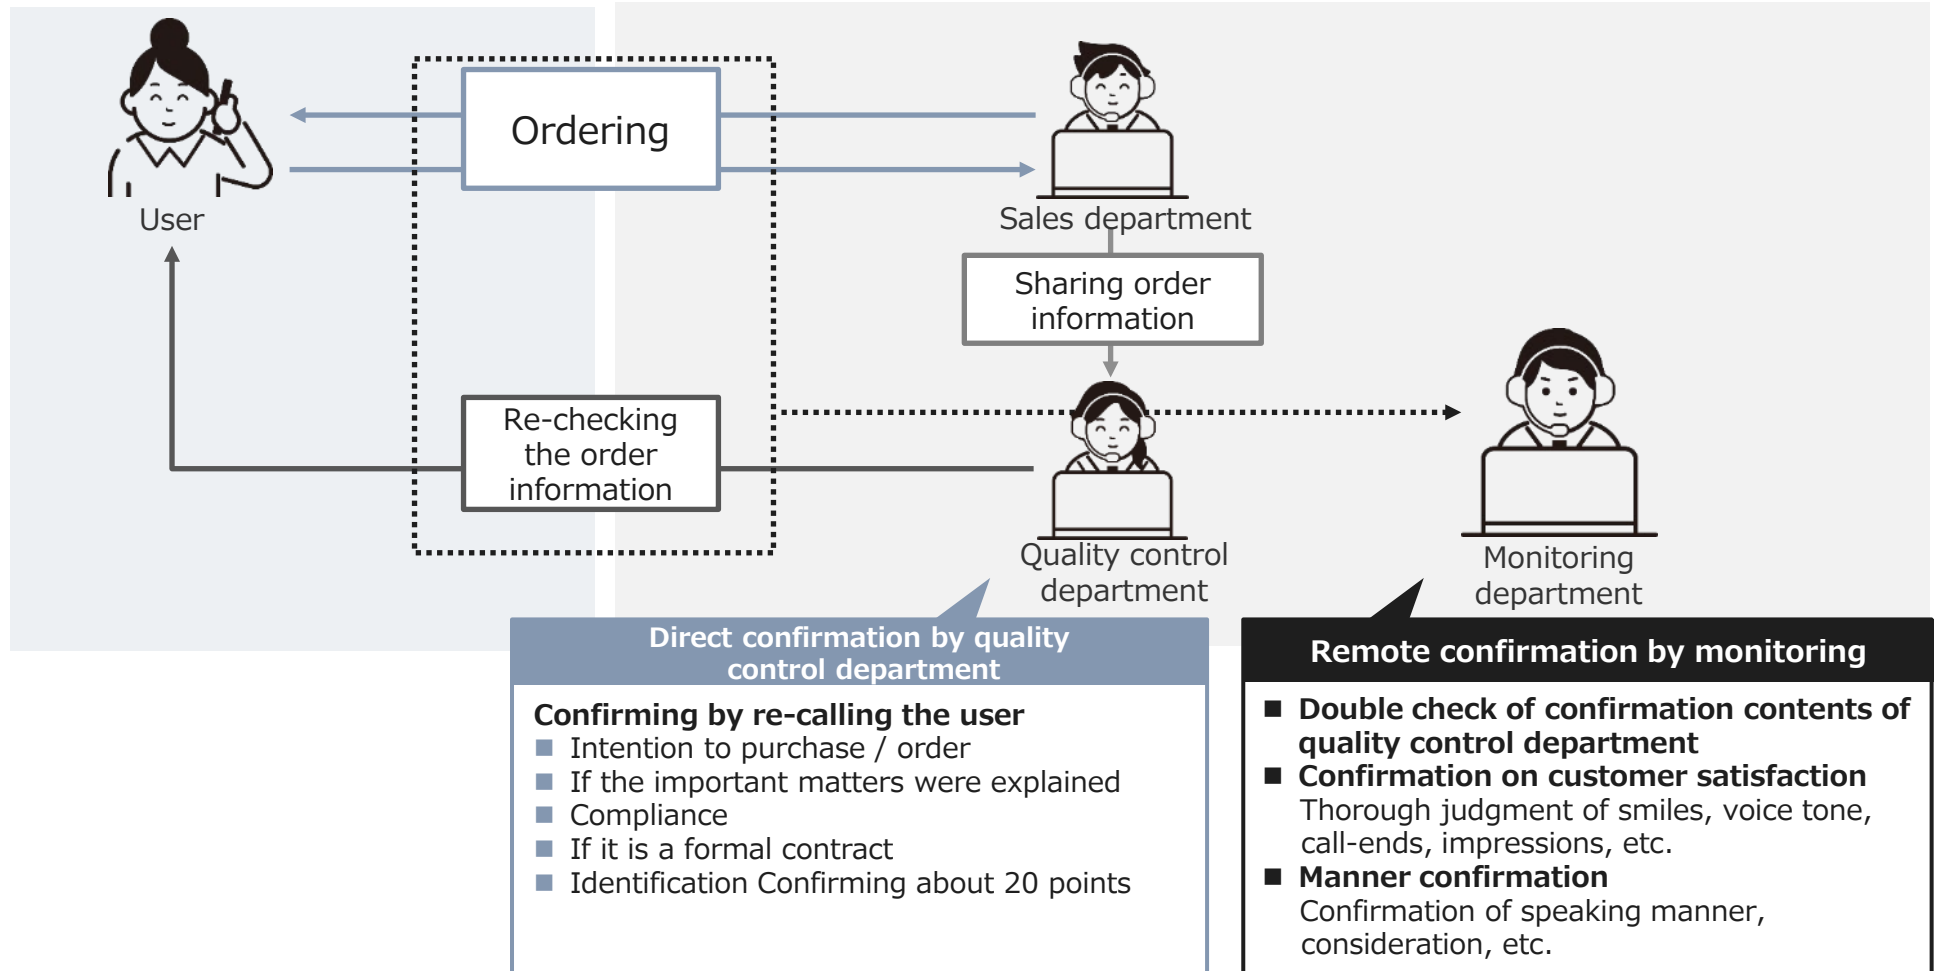 Ordering
User
Sales department
Sharing order
information
Re-checking
the order
information
Quality control
department
Monitoring
department
Direct confirmation by quality
control department
Confirming by re-calling the user
■ Intention to purchase / order
■ If the important matters were explained
■ Compliance
■ If it is a formal contract
■ Identification Confirming about 20 points
Remote confirmation by monitoring
■ Double check of confirmation contents of
quality control department
■ Confirmation on customer satisfaction
Thorough judgment of smiles, voice tone,
call-ends, impressions, etc.
■ Manner confirmation
Confirmation of speaking manner,
consideration, etc.